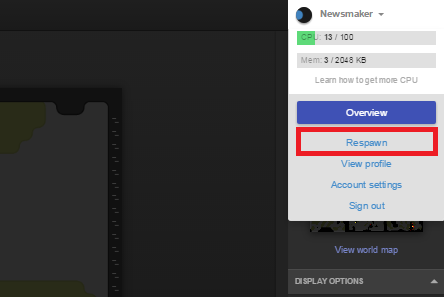 Newsmaker
CPU: 13 / 100
Mem: 3 / 2048 KB
Learn how to get more CPU
Overview
Respawn
View profile
Account settings
Sign out
View world map
DISPLAY OPTIONS